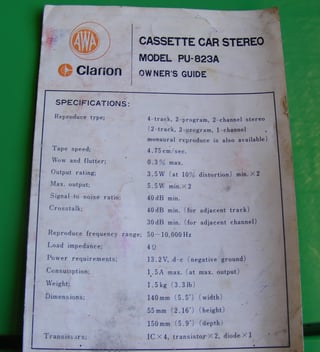 AWA
Clarion
CASSETTE CAR STEREO
MODEL PU-823A
OWNER'S GUIDE
SPECIFICATIONS:
Reproduce type; 4-track, 2-program, 2-channel stereo
(2-track, 2-program, 1-channel
monaural reproduce is also available)
Tape speed; 4.75 cm/sec.
Wow and flutter; 0.3% max.
Output rating; 3.5W (at 10% distortion) min.×2
Max. output; 5.5W min.×2
Signal to noise ratio; 40dB min.
Crosstalk; 40dB min. (for adjacent track)
30dB min. (for adjacent channel)
Reproduce frequency range; 50~10,000Hz
Load impedance; 4Ω
Power requirements; 13.2V, d-c (negative ground)
Consumption; 1.5A max. (at max. output)
Weight; 1.5kg (3.3lb)
Dimensions; 140mm (5.5") (width)
55mm (2.16") (height)
150mm (5.9") (depth)
Transistors; IC×4, transistor×2, diode×1